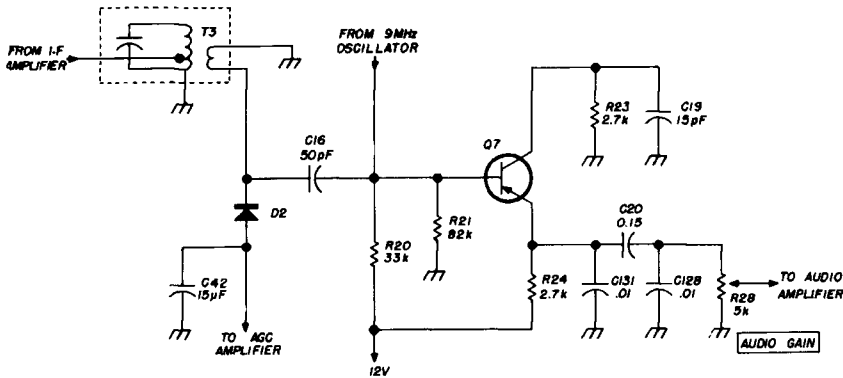 T3
FROM I-F
AMPLIFIER
FROM 9MHz
OSCILLATOR
C16
50pF
Q7
R23
2.7k
C19
15pF
D2
R20
33k
R21
82k
C20
0.15
C42
15µF
R24
2.7k
C131
.01
C128
.01
R28
5k
TO AUDIO
AMPLIFIER
TO AGC
AMPLIFIER
12V
AUDIO GAIN